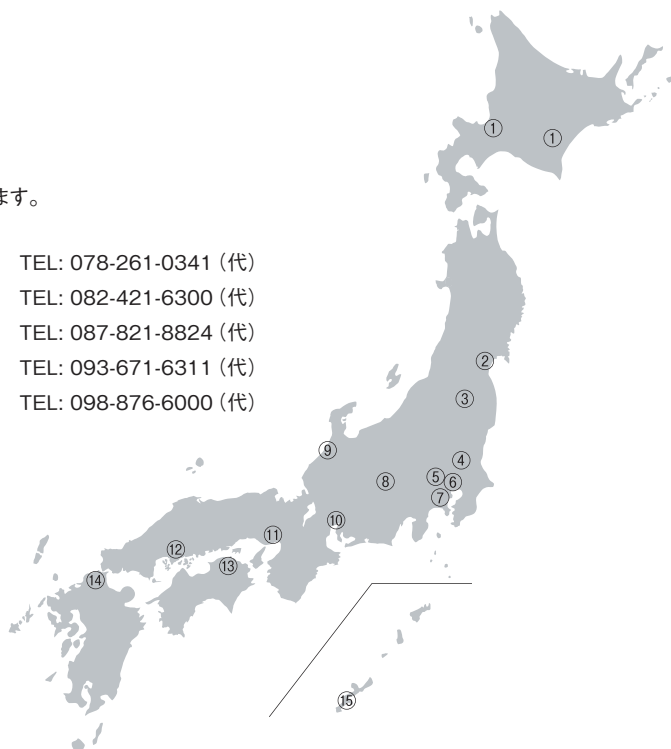 ます。
TEL: 078-261-0341（代）
TEL: 082-421-6300（代）
TEL: 087-821-8824（代）
TEL: 093-671-6311（代）
TEL: 098-876-6000（代）
①
①
②
③
④
⑤
⑥
⑦
⑧
⑨
⑩
⑪
⑫
⑬
⑭
⑮